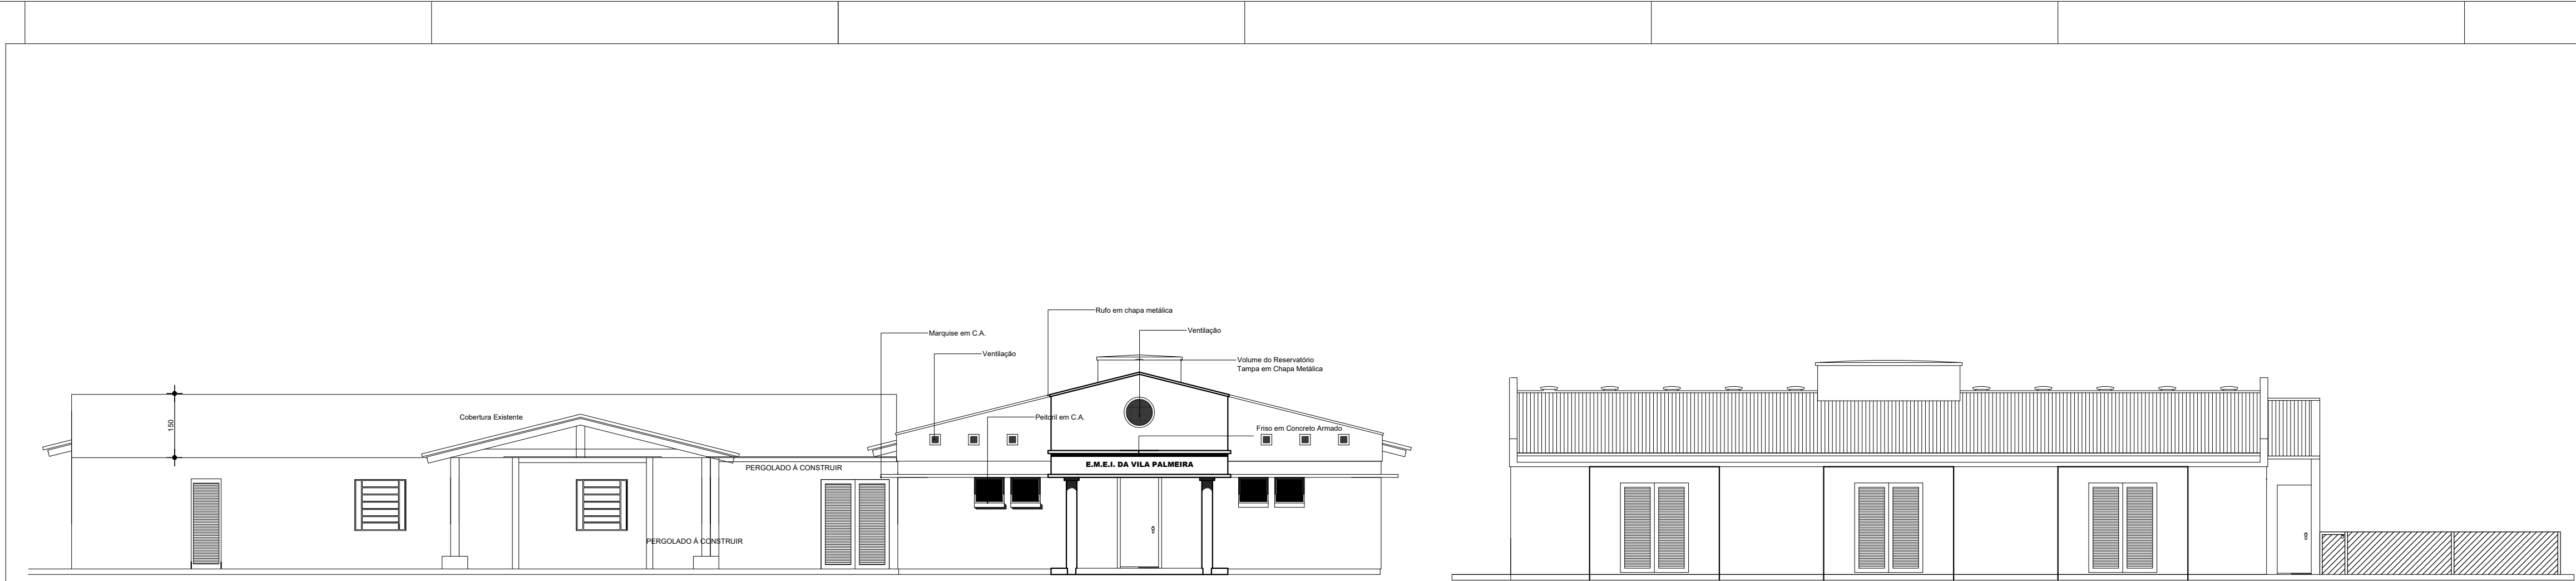 Rufo em chapa metálica
Marquise em C.A.
Ventilação
Ventilação
Volume do Reservatório
Tampa em Chapa Metálica
150
Cobertura Existente
Peitoril em C.A.
Friso em Concreto Armado
PERGOLADO À CONSTRUIR
E.M.E.I. DA VILA PALMEIRA
PERGOLADO À CONSTRUIR